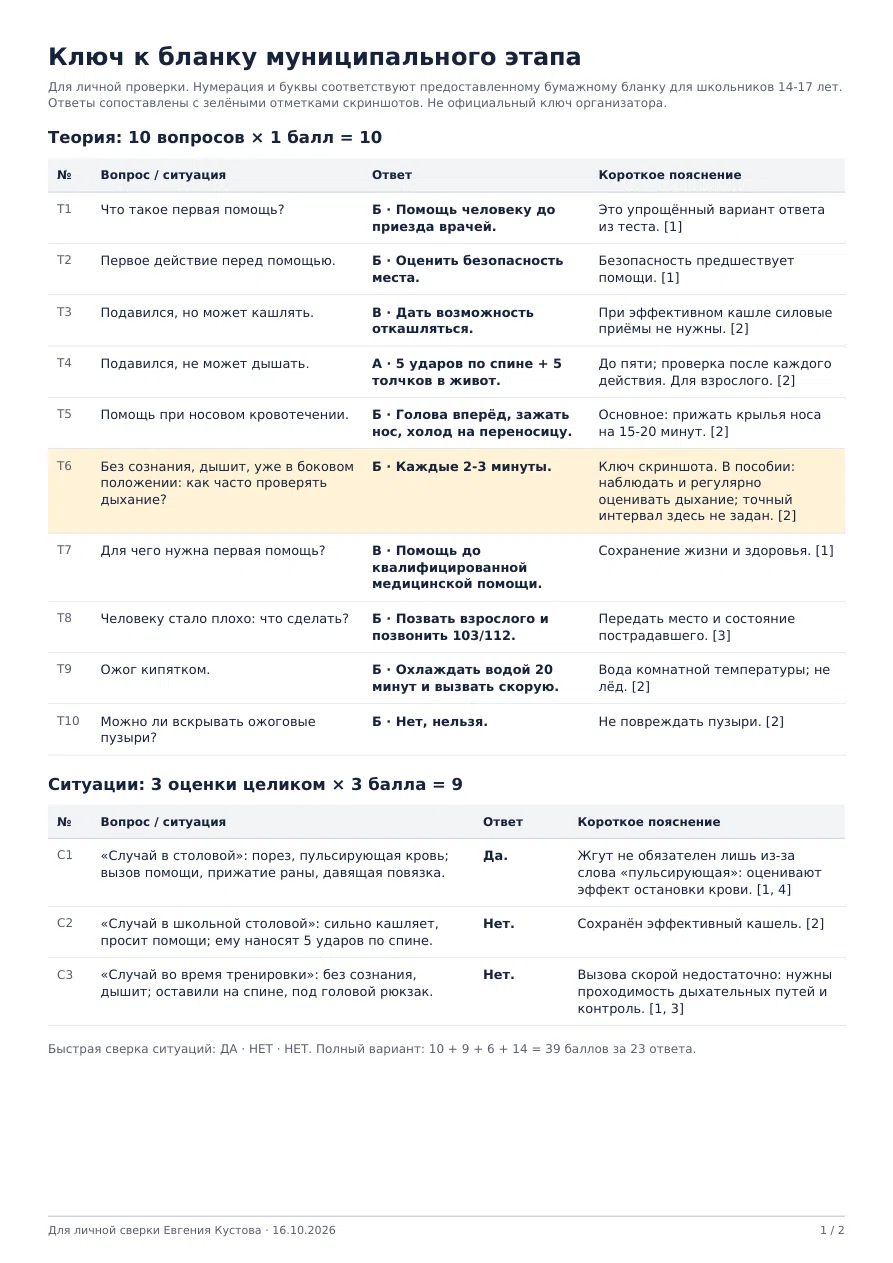 Ключ к бланку муниципального этапа
Для личной проверки. Нумерация и буквы соответствуют предоставленному бумажному бланку для школьников 14-17 лет.
Ответы сопоставлены с зелёными отметками скриншотов. Не официальный ключ организатора.
Теория: 10 вопросов × 1 балл = 10
№ Вопрос / ситуация Ответ Короткое пояснение
Т1 Что такое первая помощь? Б · Помощь человеку до Это упрощённый вариант ответа
приезда врачей. из теста. [1]
Т2 Первое действие перед помощью. Б · Оценить безопасность Безопасность предшествует
места. помощи. [1]
Т3 Подавился, но может кашлять. В · Дать возможность При эффективном кашле силовые
откашляться. приёмы не нужны. [2]
Т4 Подавился, не может дышать. А · 5 ударов по спине + 5 До пяти; проверка после каждого
толчков в живот. действия. Для взрослого. [2]
Т5 Помощь при носовом кровотечении. Б · Голова вперёд, зажать Основное: прижать крылья носа
нос, холод на переносицу. на 15-20 минут. [2]
Т6 Без сознания, дышит, уже в боковом Б · Каждые 2-3 минуты. Ключ скриншота. В пособии:
положении: как часто проверять наблюдать и регулярно
дыхание? оценивать дыхание; точный
интервал здесь не задан. [2]
Т7 Для чего нужна первая помощь? В · Помощь до Сохранение жизни и здоровья. [1]
квалифицированной
медицинской помощи.
Т8 Человеку стало плохо: что сделать? Б · Позвать взрослого и Передать место и состояние
позвонить 103/112. пострадавшего. [3]
Т9 Ожог кипятком. Б · Охлаждать водой 20 Вода комнатной температуры; не
минут и вызвать скорую. лёд. [2]
Т10 Можно ли вскрывать ожоговые Б · Нет, нельзя. Не повреждать пузыри. [2]
пузыри?
Ситуации: 3 оценки целиком × 3 балла = 9
№ Вопрос / ситуация Ответ Короткое пояснение
С1 «Случай в столовой»: порез, пульсирующая кровь; Да. Жгут не обязателен лишь из-за
вызов помощи, прижатие раны, давящая повязка. слова «пульсирующая»: оценивают
эффект остановки крови. [1, 4]
С2 «Случай в школьной столовой»: сильно кашляет, Нет. Сохранён эффективный кашель. [2]
просит помощи; ему наносят 5 ударов по спине.
С3 «Случай во время тренировки»: без сознания, Нет. Вызова скорой недостаточно: нужны
дышит; оставили на спине, под головой рюкзак. проходимость дыхательных путей и
контроль. [1, 3]
Быстрая сверка ситуаций: ДА · НЕТ · НЕТ. Полный вариант: 10 + 9 + 6 + 14 = 39 баллов за 23 ответа.
Для личной сверки Евгения Кустова · 16.10.2026 1 / 2